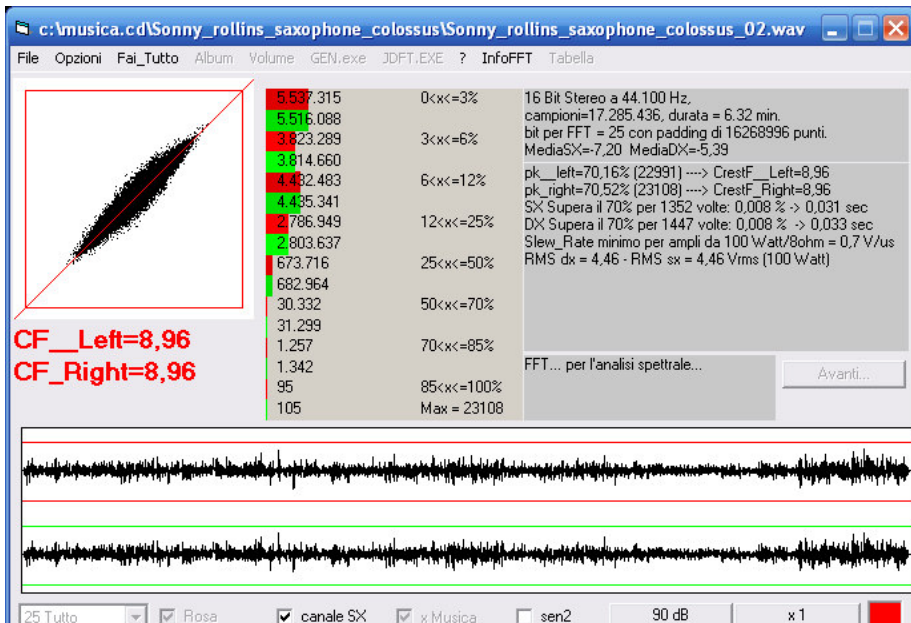 c:\musica.cd\Sonny_rollins_saxophone_colossus\Sonny_rollins_saxophone_colossus_02.wav
File Opzioni Fai_Tutto Album Volume GEN.exe JDFT.EXE ? InfoFFT Tabella
5.537.315 0<x<=3%
5.516.088
3.823.289 3<x<=6%
3.814.660
4.432.483 6<x<=12%
4.435.341
2.786.949 12<x<=25%
2.803.637
673.716 25<x<=50%
682.964
30.332 50<x<=70%
31.299
1.257 70<x<=85%
1.342
95 85<x<=100%
105 Max = 23108
16 Bit Stereo a 44.100 Hz,
campioni=17.285.436, durata = 6.32 min.
bit per FFT = 25 con padding di 16268996 punti.
MediaSX=-7,20 MediaDX=-5,39
pk__left=70,16% (22991) ----> CrestF__Left=8,96
pk_right=70,52% (23108) ----> CrestF_Right=8,96
SX Supera il 70% per 1352 volte: 0,008 % -> 0,031 sec
DX Supera il 70% per 1447 volte: 0,008 % -> 0,033 sec
Slew_Rate minimo per ampli da 100 Watt/8ohm = 0,7 V/us
RMS dx = 4,46 - RMS sx = 4,46 Vrms (100 Watt)
CF__Left=8,96
CF_Right=8,96
FFT... per l'analisi spettrale...
Avanti...
25 Tutto Rosa canale SX x Musica sen2 90 dB x 1